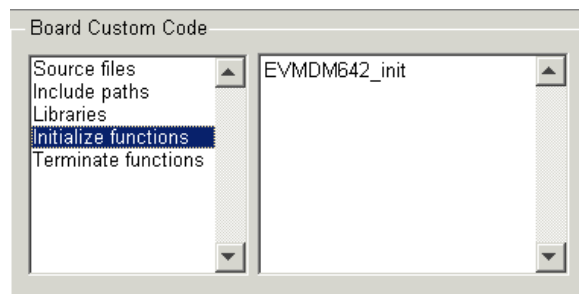 Board Custom Code
Source files
Include paths
Libraries
Initialize functions
Terminate functions
EVMDM642_init